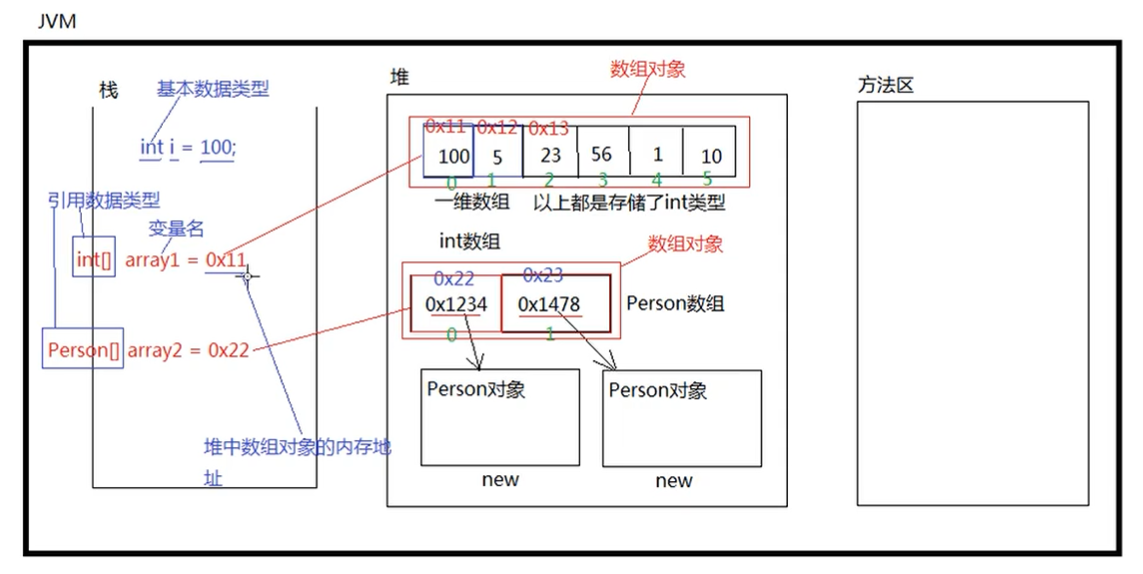 JVM
栈
基本数据类型
int i = 100;
引用数据类型
变量名
int[] array1 = 0x11
Person[] array2 = 0x22
堆中数组对象的内存地
址
堆
数组对象
0x11 0x12 0x13
100 5 23 56 1 10
0 1 2 3 4 5
一维数组 以上都是存储了int类型
int数组
数组对象
0x22 0x23
0x1234 0x1478 Person数组
0 1
Person对象 Person对象
new new
方法区